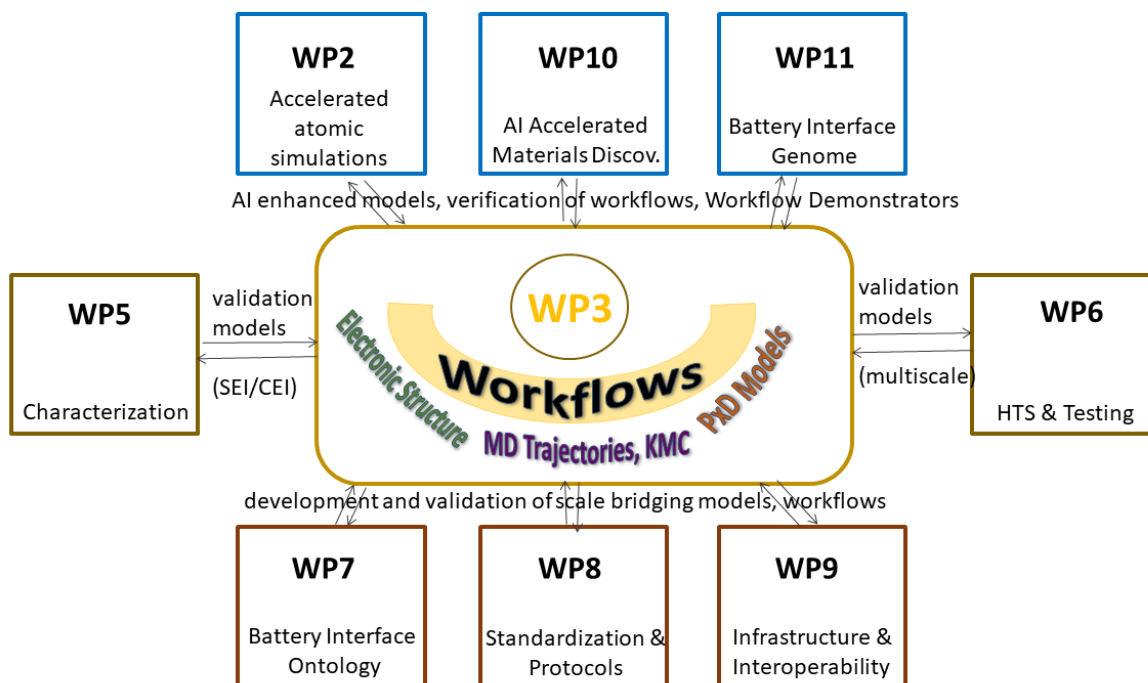 WP2
Accelerated
atomic
simulations
WP10
AI Accelerated
Materials Discov.
WP11
Battery Interface
Genome
AI enhanced models, verification of workflows, Workflow Demonstrators
WP5
Characterization
validation
models
(SEI/CEI)
WP3
Workflows
Electronic Structure
MD Trajectories, KMC
PxD Models
validation
models
(multiscale)
WP6
HTS & Testing
development and validation of scale bridging models, workflows
WP7
Battery Interface
Ontology
WP8
Standardization &
Protocols
WP9
Infrastructure &
Interoperability